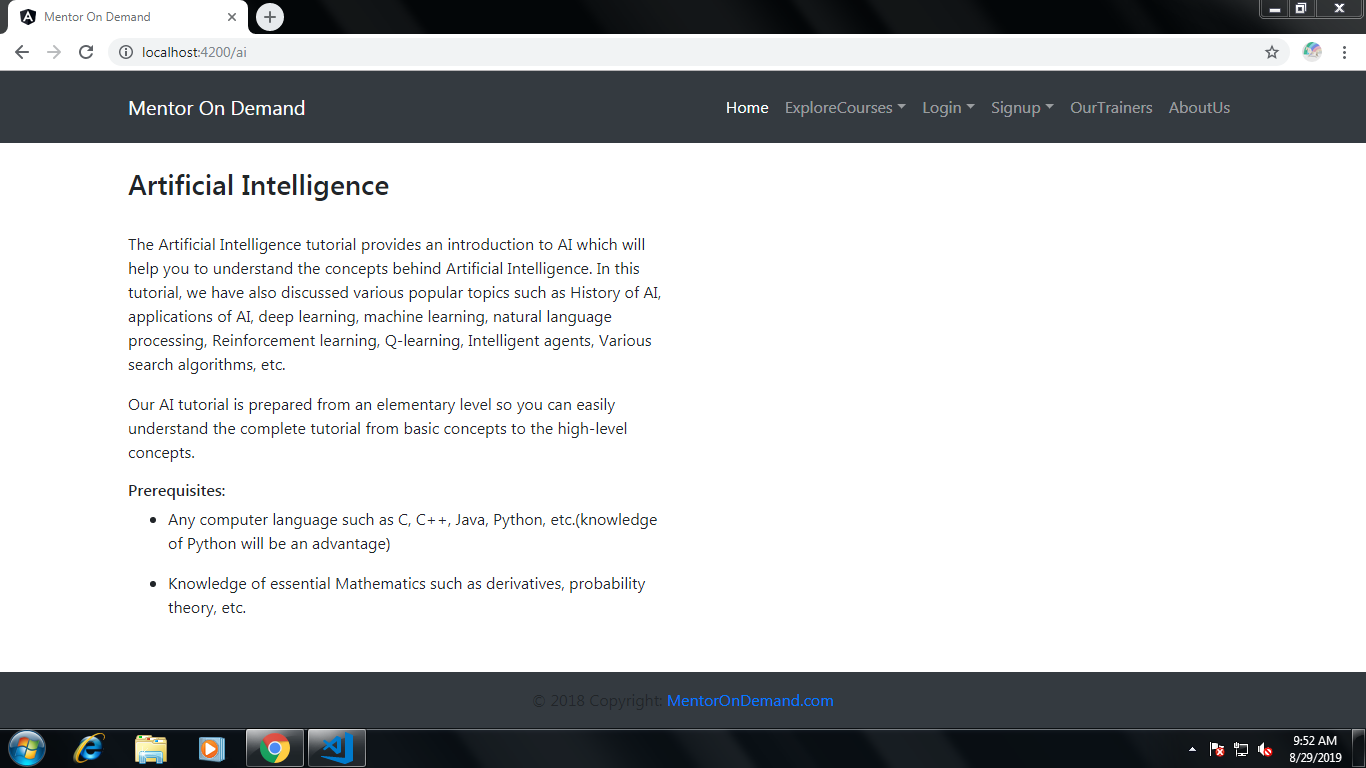 Mentor On Demand
localhost:4200/ai
Mentor On Demand
Home ExploreCourses Login Signup OurTrainers AboutUs
Artificial Intelligence
The Artificial Intelligence tutorial provides an introduction to AI which will
help you to understand the concepts behind Artificial Intelligence. In this
tutorial, we have also discussed various popular topics such as History of AI,
applications of AI, deep learning, machine learning, natural language
processing, Reinforcement learning, Q-learning, Intelligent agents, Various
search algorithms, etc.
Our AI tutorial is prepared from an elementary level so you can easily
understand the complete tutorial from basic concepts to the high-level
concepts.
Prerequisites:
• Any computer language such as C, C++, Java, Python, etc.(knowledge
of Python will be an advantage)
• Knowledge of essential Mathematics such as derivatives, probability
theory, etc.
© 2018 Copyright: MentorOnDemand.com
9:52 AM
8/29/2019